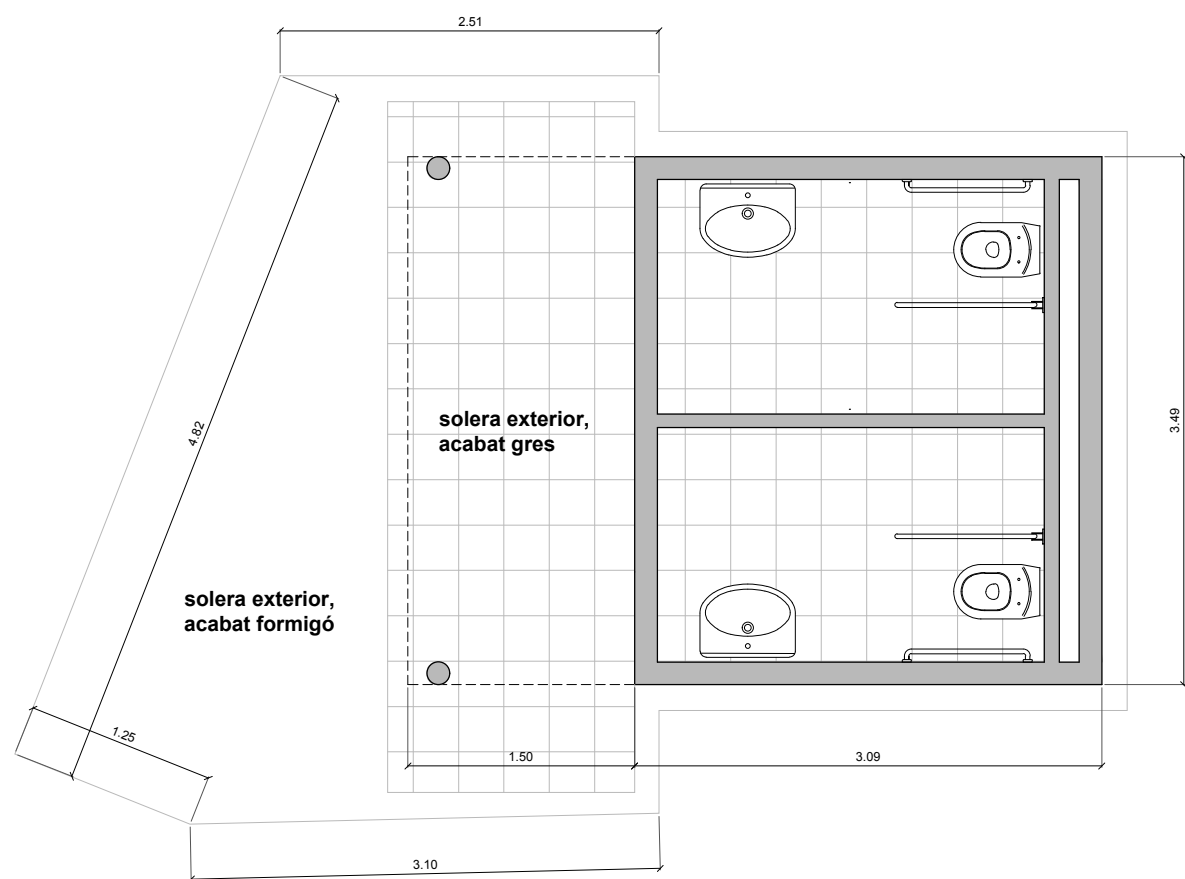 2.51
4.82
3.49
solera exterior,
acabat gres
solera exterior,
acabat formigó
1.25
1.50
3.09
3.10